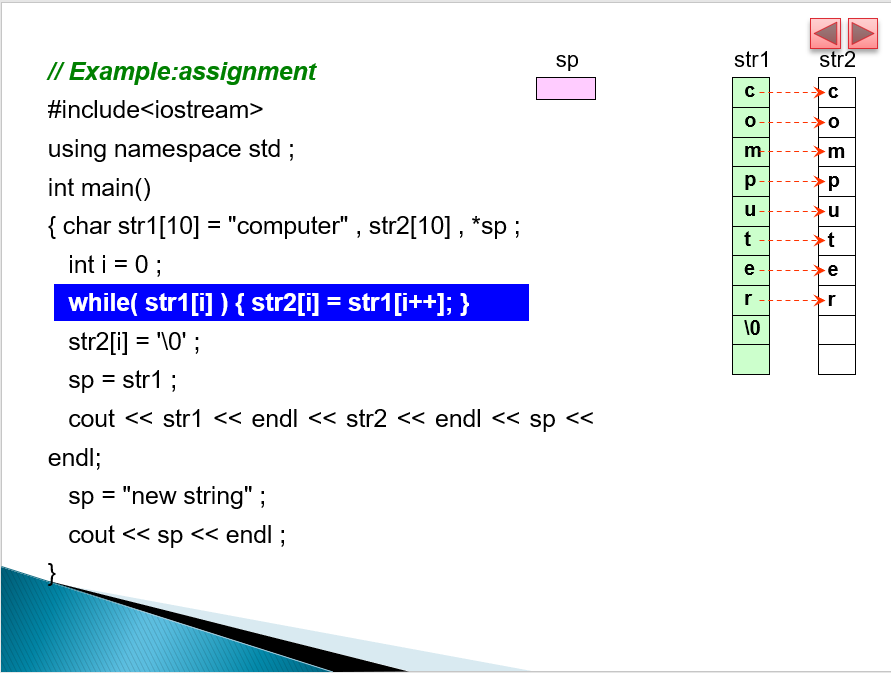 // Example:assignment
#include<iostream>
using namespace std ;
int main()
{ char str1[10] = "computer" , str2[10] , *sp ;
int i = 0 ;
while( str1[i] ) { str2[i] = str1[i++]; }
str2[i] = '\0' ;
sp = str1 ;
cout << str1 << endl << str2 << endl << sp <<
endl;
sp = "new string" ;
cout << sp << endl ;
}
sp
str1 str2
c c
o o
m m
p p
u u
t t
e e
r r
\0